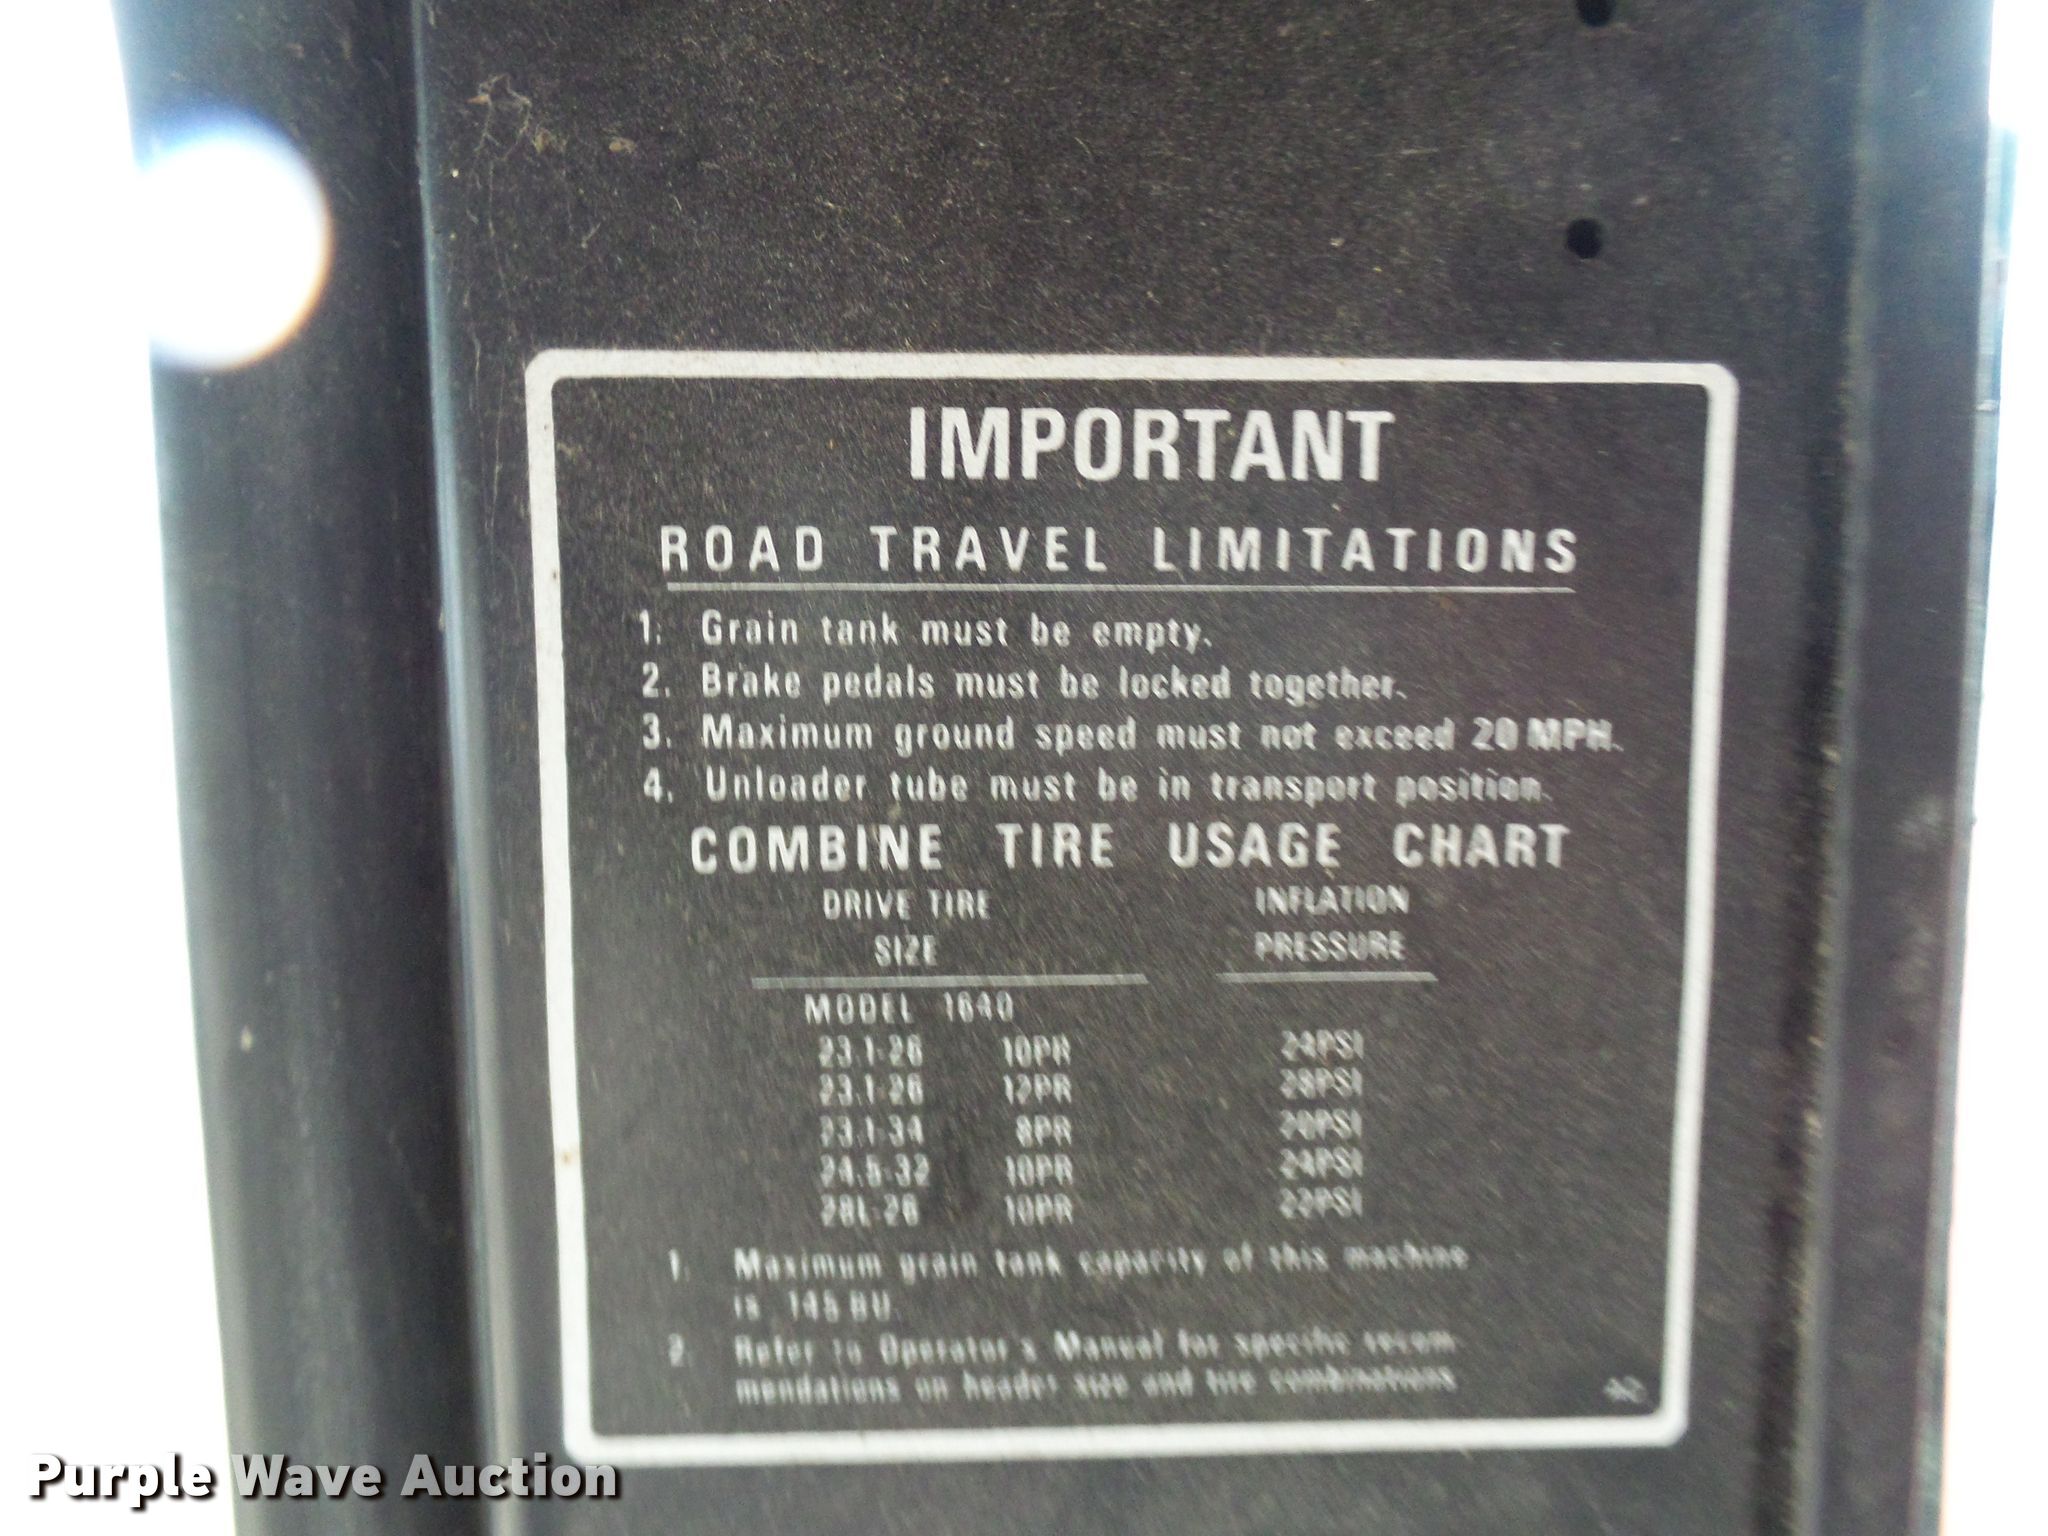 IMPORTANT
ROAD TRAVEL LIMITATIONS
1. Grain tank must be empty.
2. Brake pedals must be locked together.
3. Maximum ground speed must not exceed 20 MPH.
4. Unloader tube must be in transport position.
COMBINE TIRE USAGE CHART
DRIVE TIRE INFLATION
SIZE PRESSURE
MODEL 1640
23.1-26 10PR 24PSI
23.1-26 12PR 28PSI
23.1-34 8PR 20PSI
24.5-32 10PR 24PSI
28L-26 10PR 22PSI
1. Maximum grain tank capacity of this machine
is 145 BU.
2. Refer to Operator's Manual for specific recom-
mendations on header size and tire combinations
Purple Wave Auction